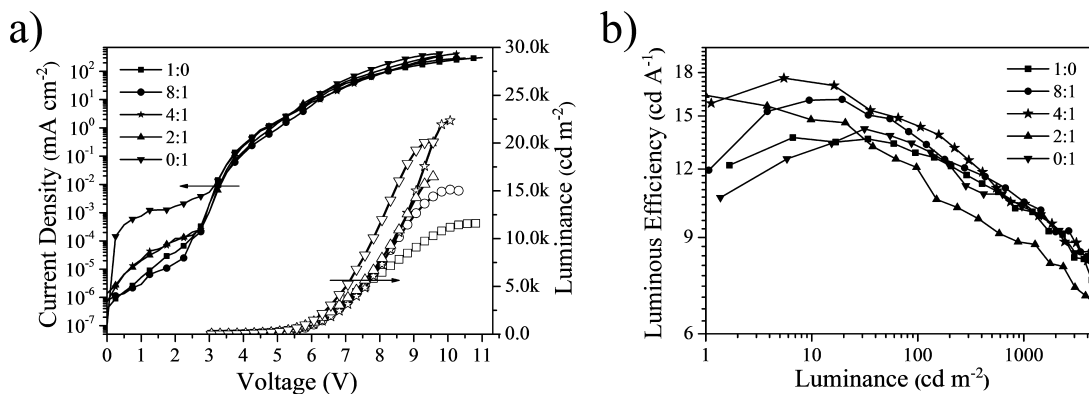 a)
Current Density (mA cm⁻²)
10²
10¹
10⁰
10⁻¹
10⁻²
10⁻³
10⁻⁴
10⁻⁵
10⁻⁶
10⁻⁷
1:0
8:1
4:1
2:1
0:1
0 1 2 3 4 5 6 7 8 9 10 11
Voltage (V)
30.0k
25.0k
20.0k
15.0k
10.0k
5.0k
0.0
Luminance (cd m⁻²)
b)
Luminous Efficiency (cd A⁻¹)
18
15
12
9
6
1:0
8:1
4:1
2:1
0:1
1 10 100 1000
Luminance (cd m⁻²)